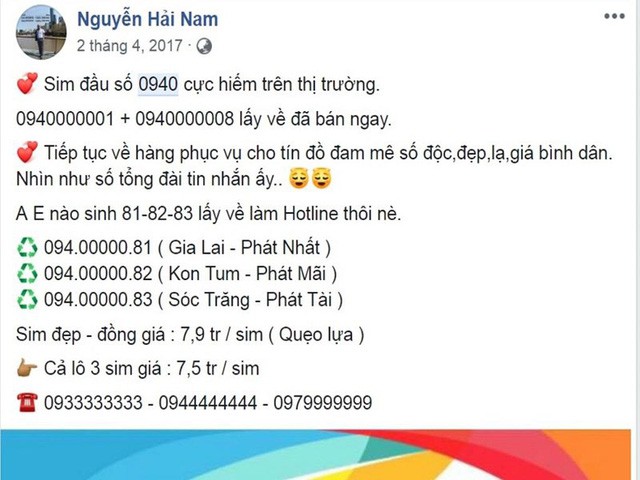 Nguyễn Hải Nam
2 tháng 4, 2017 ·
💞 Sim đầu số 0940 cực hiếm trên thị trường.
0940000001 + 0940000008 lấy về đã bán ngay.
💞 Tiếp tục về hàng phục vụ cho tín đồ đam mê số độc,đẹp,lạ,giá bình dân.
Nhìn như số tổng đài tin nhắn ấy.. 😌😌
A E nào sinh 81-82-83 lấy về làm Hotline thôi nè.
♻️ 094.00000.81 ( Gia Lai - Phát Nhất )
♻️ 094.00000.82 ( Kon Tum - Phát Mãi )
♻️ 094.00000.83 ( Sóc Trăng - Phát Tài )
Sim đẹp - đồng giá : 7,9 tr / sim ( Quẹo lựa )
👉🏽 Cả lô 3 sim giá : 7,5 tr / sim
☎️ 0933333333 - 0944444444 - 0979999999